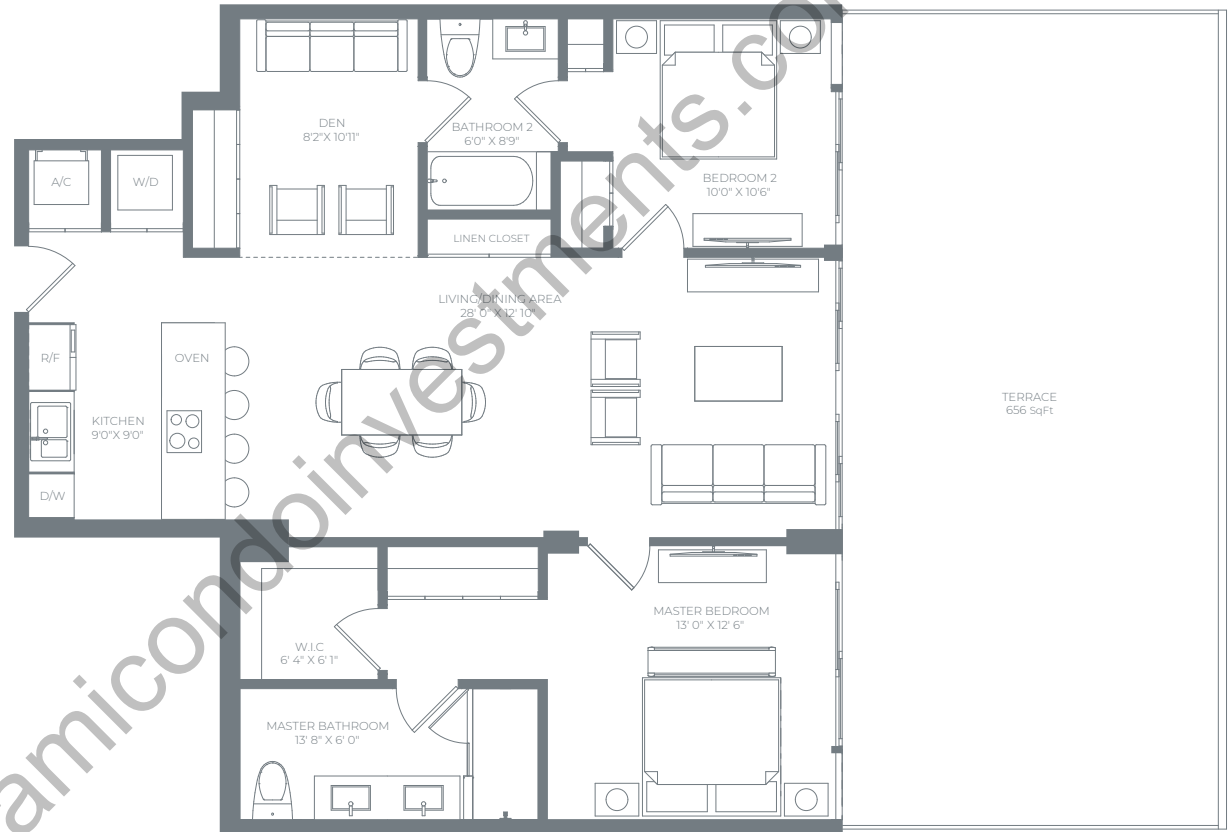 DEN
8'2"X 10'11"
BATHROOM 2
6'0" X 8'9"
A/C
W/D
BEDROOM 2
10'0" X 10'6"
LINEN CLOSET
LIVING/DINING AREA
28' 0" X 12' 10"
R/F
OVEN
KITCHEN
9'0"X 9'0"
D/W
TERRACE
656 SqFt
MASTER BEDROOM
13' 0" X 12' 6"
W.I.C
6' 4" X 6' 1"
MASTER BATHROOM
13' 8" X 6' 0"
amicondoinvestments.co